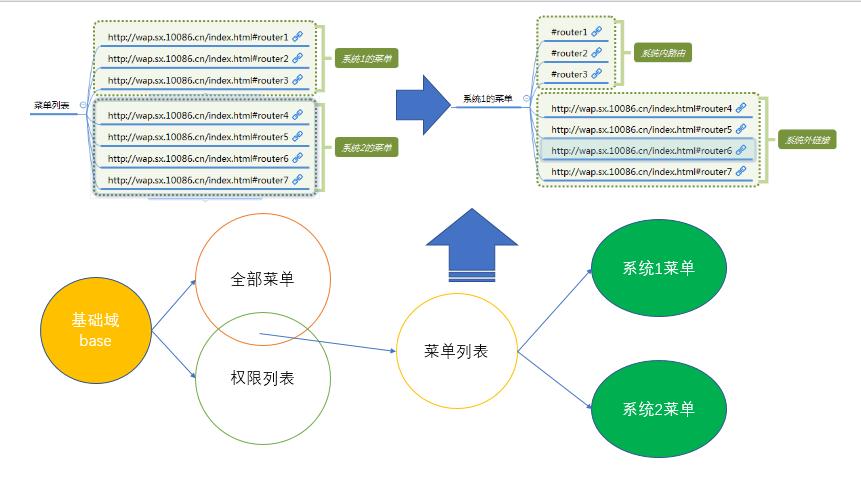 http://wap.sx.10086.cn/index.html#router1
http://wap.sx.10086.cn/index.html#router2
http://wap.sx.10086.cn/index.html#router3
系统1的菜单
菜单列表
http://wap.sx.10086.cn/index.html#router4
http://wap.sx.10086.cn/index.html#router5
http://wap.sx.10086.cn/index.html#router6
http://wap.sx.10086.cn/index.html#router7
系统2的菜单
#router1
#router2
#router3
系统内路由
系统1的菜单
http://wap.sx.10086.cn/index.html#router4
http://wap.sx.10086.cn/index.html#router5
http://wap.sx.10086.cn/index.html#router6
http://wap.sx.10086.cn/index.html#router7
系统外链接
基础域
base
全部菜单
权限列表
菜单列表
系统1菜单
系统2菜单